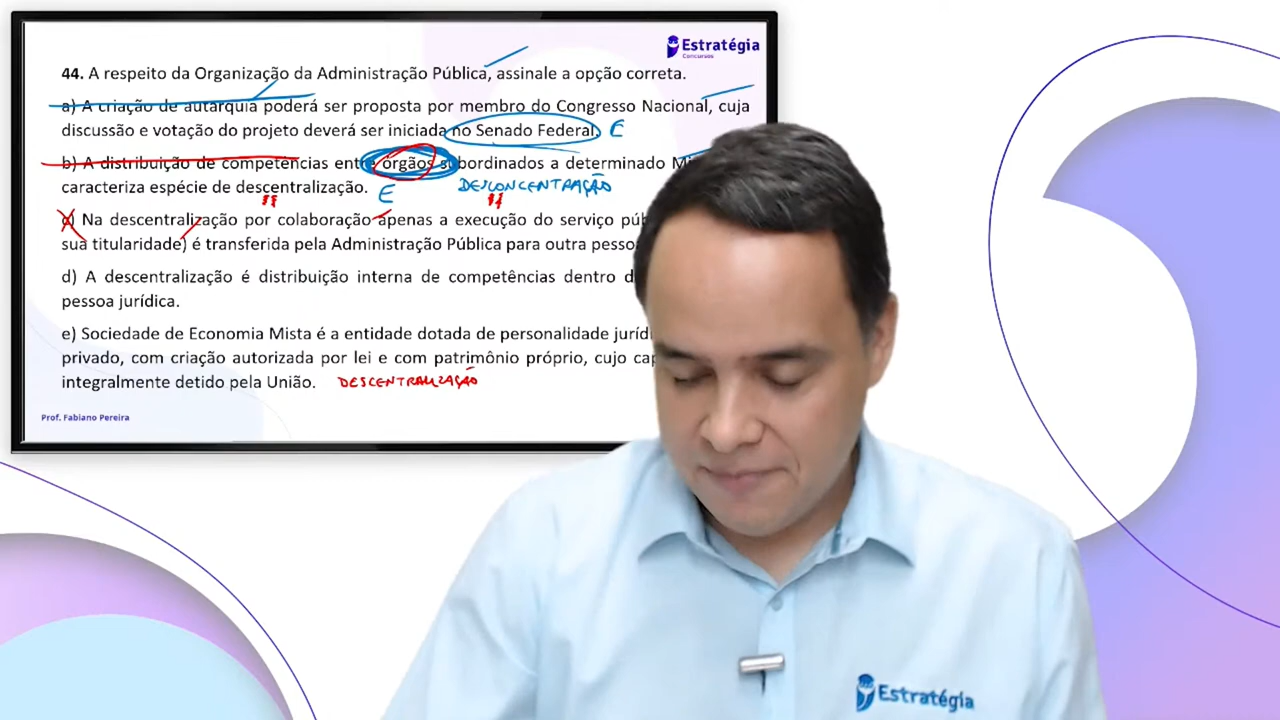 Estratégia
Concursos
44. A respeito da Organização da Administração Pública, assinale a opção correta.
a) A criação de autarquia poderá ser proposta por membro do Congresso Nacional, cuja
discussão e votação do projeto deverá ser iniciada no Senado Federal. E
b) A distribuição de competências entre órgãos subordinados a determinado
caracteriza espécie de descentralização. E DESCONCENTRAÇÃO
c) Na descentralização por colaboração apenas a execução do serviço
sua titularidade) é transferida pela Administração Pública para outra
d) A descentralização é distribuição interna de competências dentro
pessoa jurídica.
e) Sociedade de Economia Mista é a entidade dotada de personalidade
privado, com criação autorizada por lei e com patrimônio próprio, cujo
integralmente detido pela União. DESCENTRALIZAÇÃO
Prof. Fabiano Pereira
Estratégia